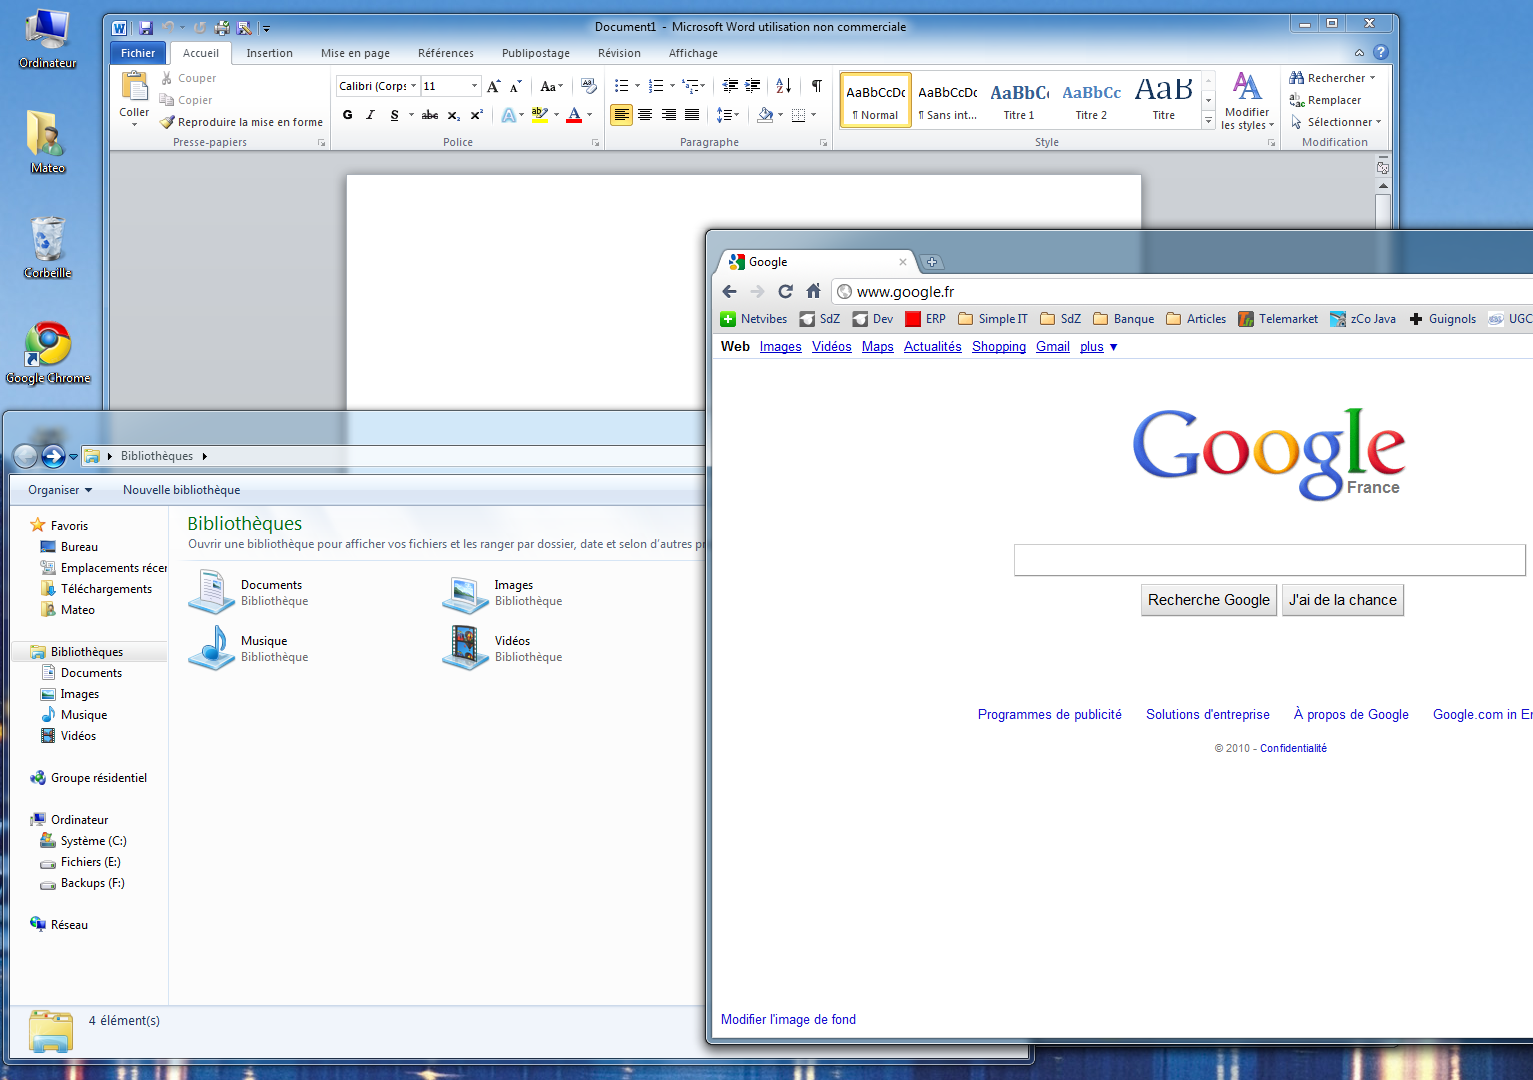 Ordinateur
Mateo
Corbeille
Google Chrome
Document1 - Microsoft Word utilisation non commerciale
Fichier Accueil Insertion Mise en page Références Publipostage Révision Affichage
Coller
Couper
Copier
Reproduire la mise en forme
Presse-papiers
Calibri (Corps 11
Police
Paragraphe
AaBbCcDc AaBbCcDc AaBbCc AaBbCc AaB
¶ Normal ¶ Sans int... Titre 1 Titre 2 Titre
Modifier
les styles
Style
Rechercher
Remplacer
Sélectionner
Modification
Bibliothèques
Organiser Nouvelle bibliothèque
Favoris
Bureau
Emplacements récer
Téléchargements
Mateo
Bibliothèques
Documents
Images
Musique
Vidéos
Groupe résidentiel
Ordinateur
Système (C:)
Fichiers (E:)
Backups (F:)
Réseau
Bibliothèques
Ouvrir une bibliothèque pour afficher vos fichiers et les ranger par dossier, date et selon d'autres pr
Documents
Bibliothèque
Images
Bibliothèque
Musique
Bibliothèque
Vidéos
Bibliothèque
4 élément(s)
Google
www.google.fr
Netvibes SdZ Dev ERP Simple IT SdZ Banque Articles Telemarket zCo Java Guignols UGC
Web Images Vidéos Maps Actualités Shopping Gmail plus ▼
Google
France
Recherche Google J'ai de la chance
Programmes de publicité Solutions d'entreprise À propos de Google Google.com in En
© 2010 - Confidentialité
Modifier l'image de fond